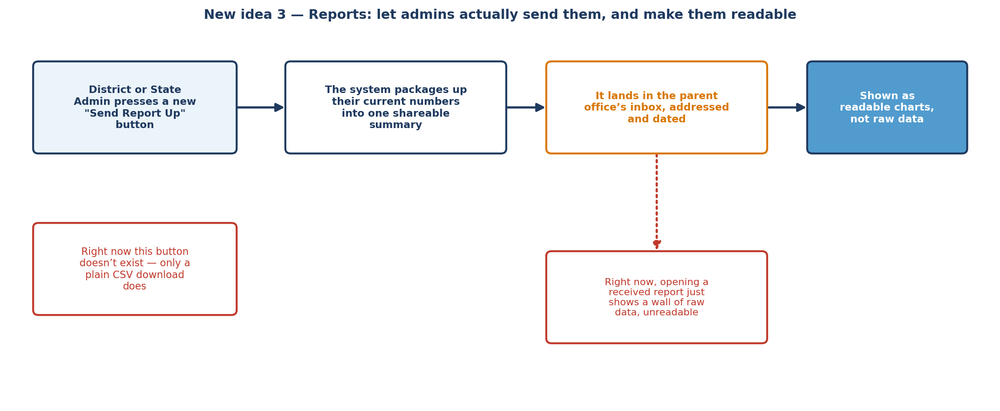 New idea 3 — Reports: let admins actually send them, and make them readable
District or State
Admin presses a new
"Send Report Up"
button
The system packages up
their current numbers
into one shareable
summary
It lands in the parent
office’s inbox, addressed
and dated
Shown as
readable charts,
not raw data
Right now this button
doesn’t exist — only a
plain CSV download
does
Right now, opening a
received report just
shows a wall of raw
data, unreadable